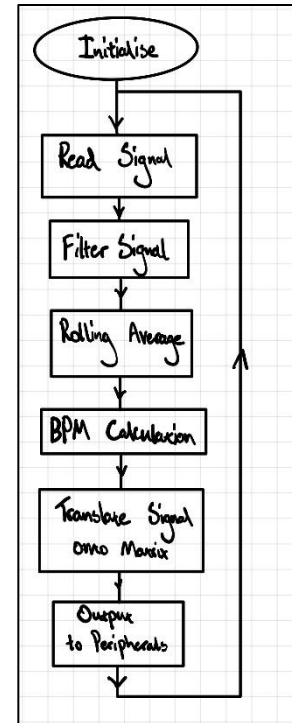 Initialise
Read Signal
Filter Signal
Rolling Average
BPM Calculation
Translate Signal
onto Matrix
Output
to Peripherals